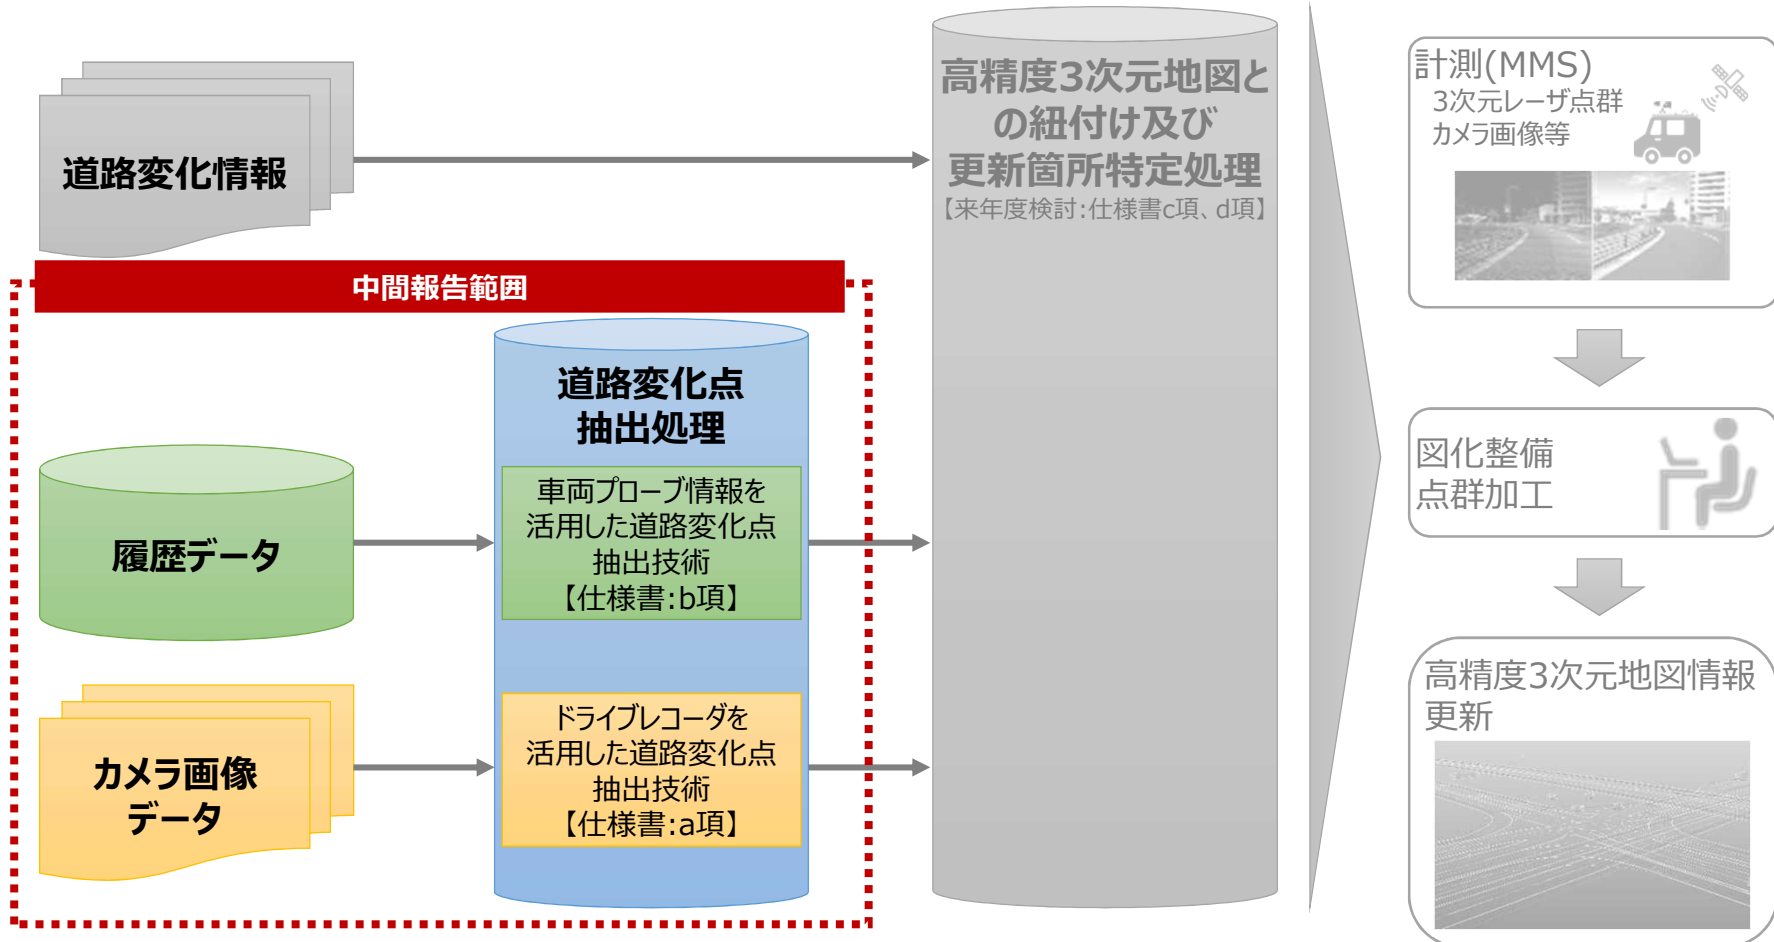 道路変化情報
高精度3次元地図と
の紐付け及び
更新箇所特定処理
【来年度検討:仕様書c項、d項】
計測(MMS)
3次元レーザ点群
カメラ画像等
中間報告範囲
道路変化点
抽出処理
履歴データ
車両プローブ情報を
活用した道路変化点
抽出技術
【仕様書:b項】
カメラ画像
データ
ドライブレコーダを
活用した道路変化点
抽出技術
【仕様書:a項】
図化整備
点群加工
高精度3次元地図情報
更新